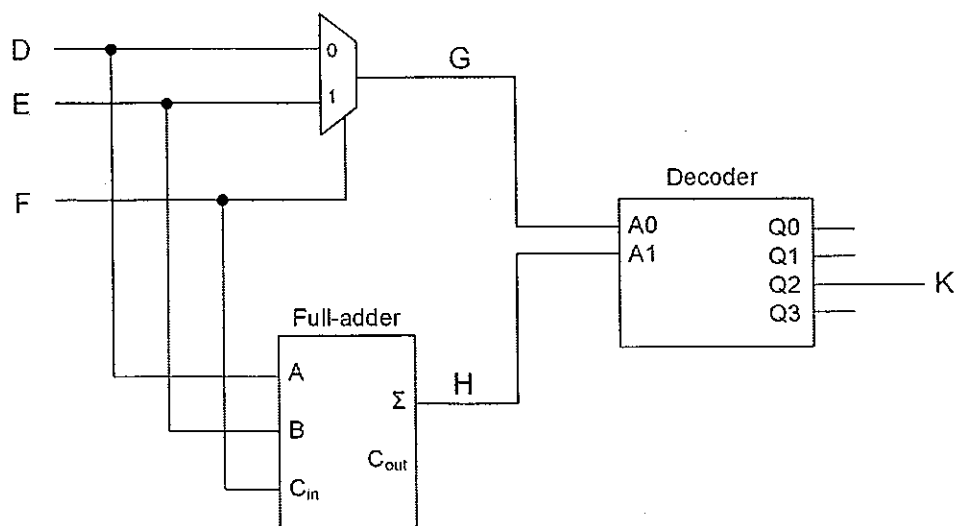 D
E
F
0
1
G
Decoder
A0
A1
Q0
Q1
Q2
Q3
K
Full-adder
A
B
Cin
Σ
Cout
H